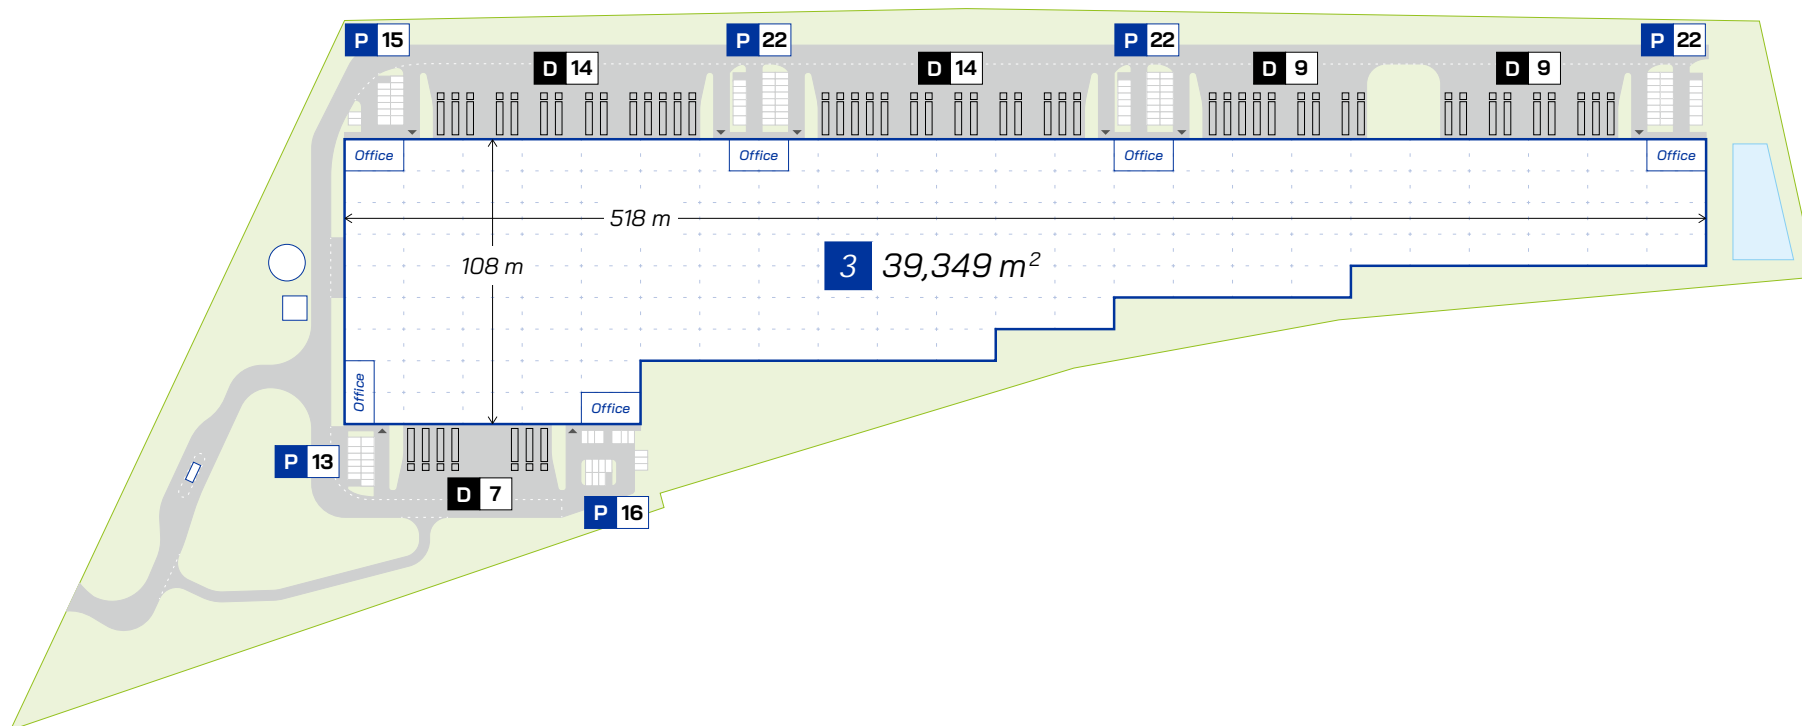 P 15
P 22
P 22
P 22
D 14
D 14
D 9
D 9
Office
Office
Office
Office
518 m
108 m
3 39,349 m²
Office
Office
P 13
D 7
P 16